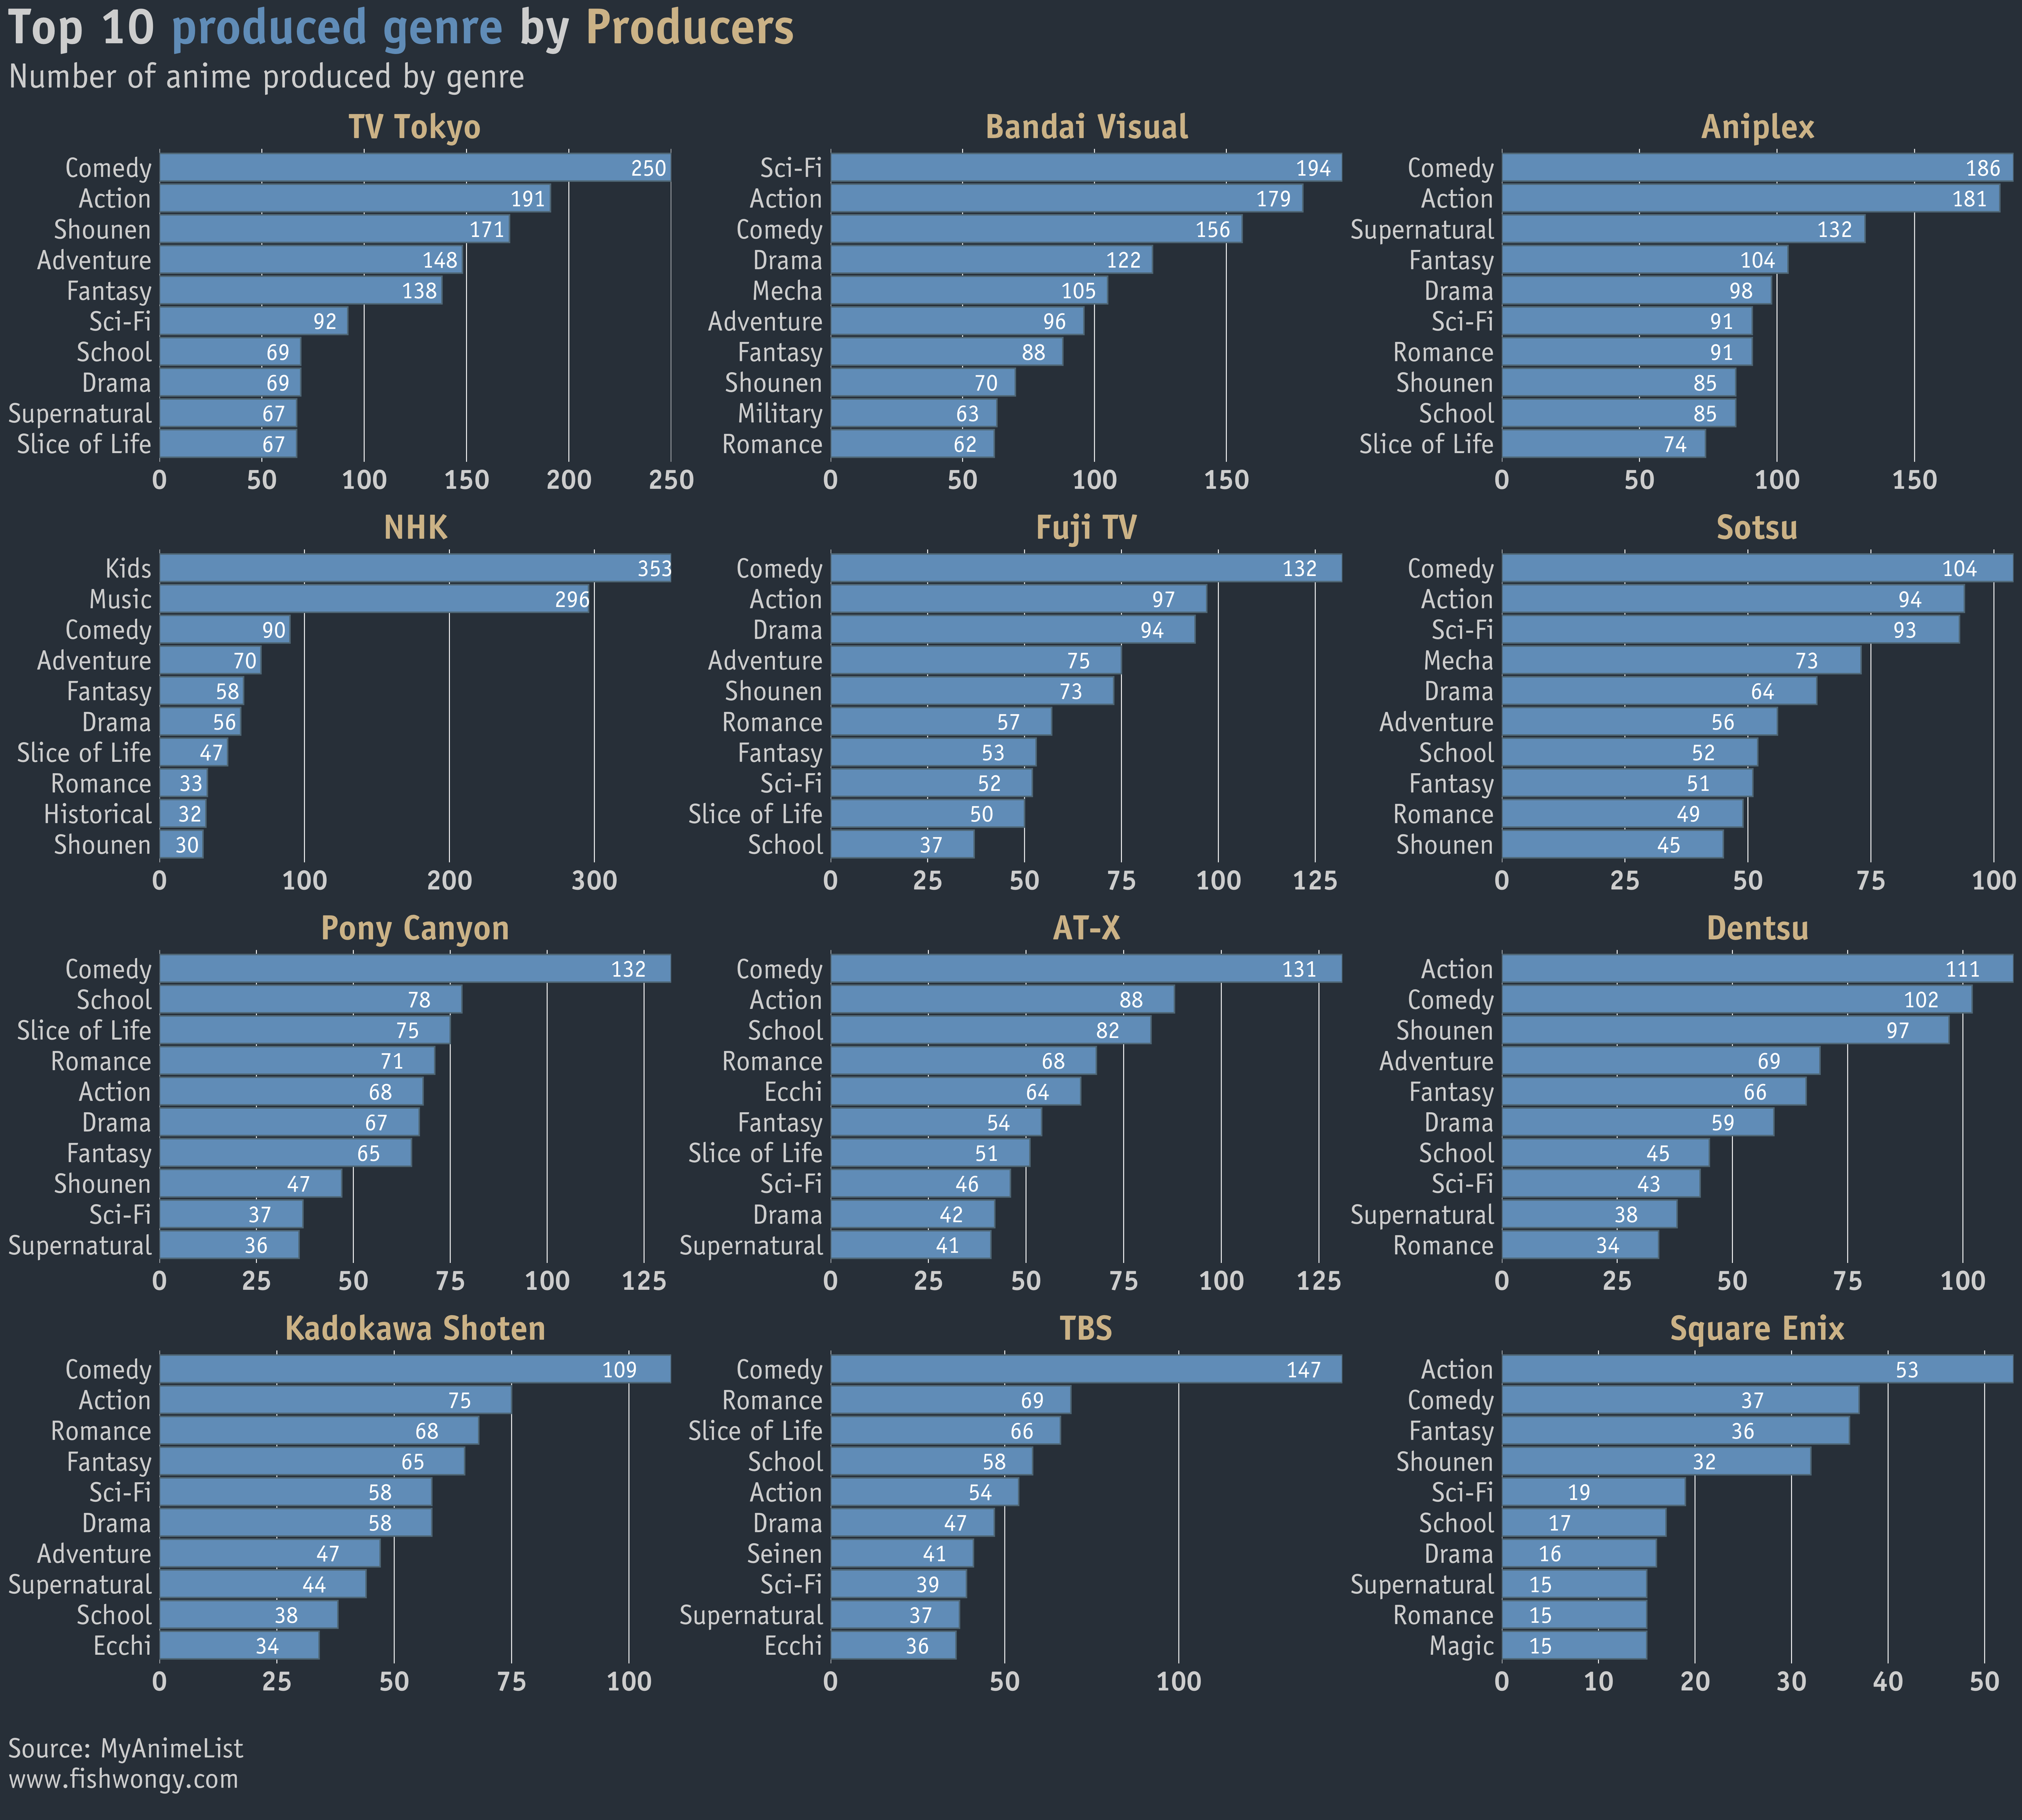 Top 10 produced genre by Producers
Number of anime produced by genre
TV Tokyo
Comedy 250
Action 191
Shounen 171
Adventure 148
Fantasy 138
Sci-Fi 92
School 69
Drama 69
Supernatural 67
Slice of Life 67
0 50 100 150 200 250
Bandai Visual
Sci-Fi 194
Action 179
Comedy 156
Drama 122
Mecha 105
Adventure 96
Fantasy 88
Shounen 70
Military 63
Romance 62
0 50 100 150
Aniplex
Comedy 186
Action 181
Supernatural 132
Fantasy 104
Drama 98
Sci-Fi 91
Romance 91
Shounen 85
School 85
Slice of Life 74
0 50 100 150
NHK
Kids 353
Music 296
Comedy 90
Adventure 70
Fantasy 58
Drama 56
Slice of Life 47
Romance 33
Historical 32
Shounen 30
0 100 200 300
Fuji TV
Comedy 132
Action 97
Drama 94
Adventure 75
Shounen 73
Romance 57
Fantasy 53
Sci-Fi 52
Slice of Life 50
School 37
0 25 50 75 100 125
Sotsu
Comedy 104
Action 94
Sci-Fi 93
Mecha 73
Drama 64
Adventure 56
School 52
Fantasy 51
Romance 49
Shounen 45
0 25 50 75 100
Pony Canyon
Comedy 132
School 78
Slice of Life 75
Romance 71
Action 68
Drama 67
Fantasy 65
Shounen 47
Sci-Fi 37
Supernatural 36
0 25 50 75 100 125
AT-X
Comedy 131
Action 88
School 82
Romance 68
Ecchi 64
Fantasy 54
Slice of Life 51
Sci-Fi 46
Drama 42
Supernatural 41
0 25 50 75 100 125
Dentsu
Action 111
Comedy 102
Shounen 97
Adventure 69
Fantasy 66
Drama 59
School 45
Sci-Fi 43
Supernatural 38
Romance 34
0 25 50 75 100
Kadokawa Shoten
Comedy 109
Action 75
Romance 68
Fantasy 65
Sci-Fi 58
Drama 58
Adventure 47
Supernatural 44
School 38
Ecchi 34
0 25 50 75 100
TBS
Comedy 147
Romance 69
Slice of Life 66
School 58
Action 54
Drama 47
Seinen 41
Sci-Fi 39
Supernatural 37
Ecchi 36
0 50 100
Square Enix
Action 53
Comedy 37
Fantasy 36
Shounen 32
Sci-Fi 19
School 17
Drama 16
Supernatural 15
Romance 15
Magic 15
0 10 20 30 40 50
Source: MyAnimeList
www.fishwongy.com